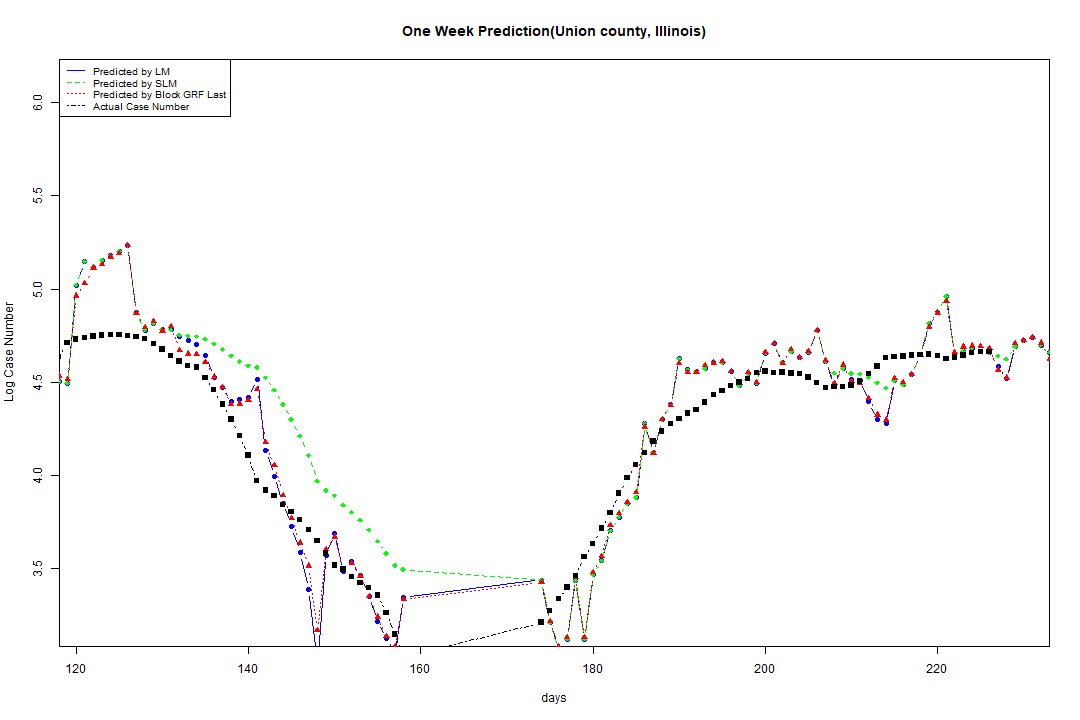 One Week Prediction(Union county, Illinois)
Predicted by LM
Predicted by SLM
Predicted by Block GRF Last
Actual Case Number
Log Case Number
6.0
5.5
5.0
4.5
4.0
3.5
120 140 160 180 200 220
days